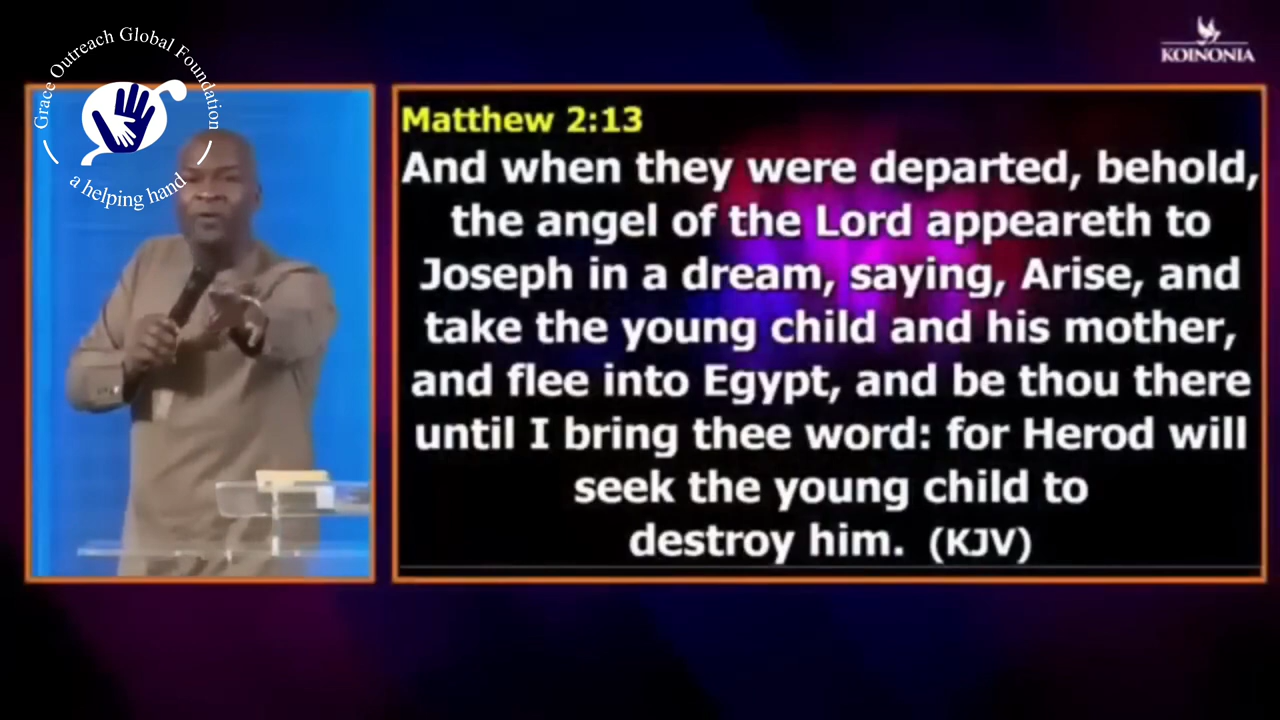 Grace Outreach Global Foundation
a helping hand
KOINONIA
Matthew 2:13
And when they were departed, behold,
the angel of the Lord appeareth to
Joseph in a dream, saying, Arise, and
take the young child and his mother,
and flee into Egypt, and be thou there
until I bring thee word: for Herod will
seek the young child to
destroy him. (KJV)